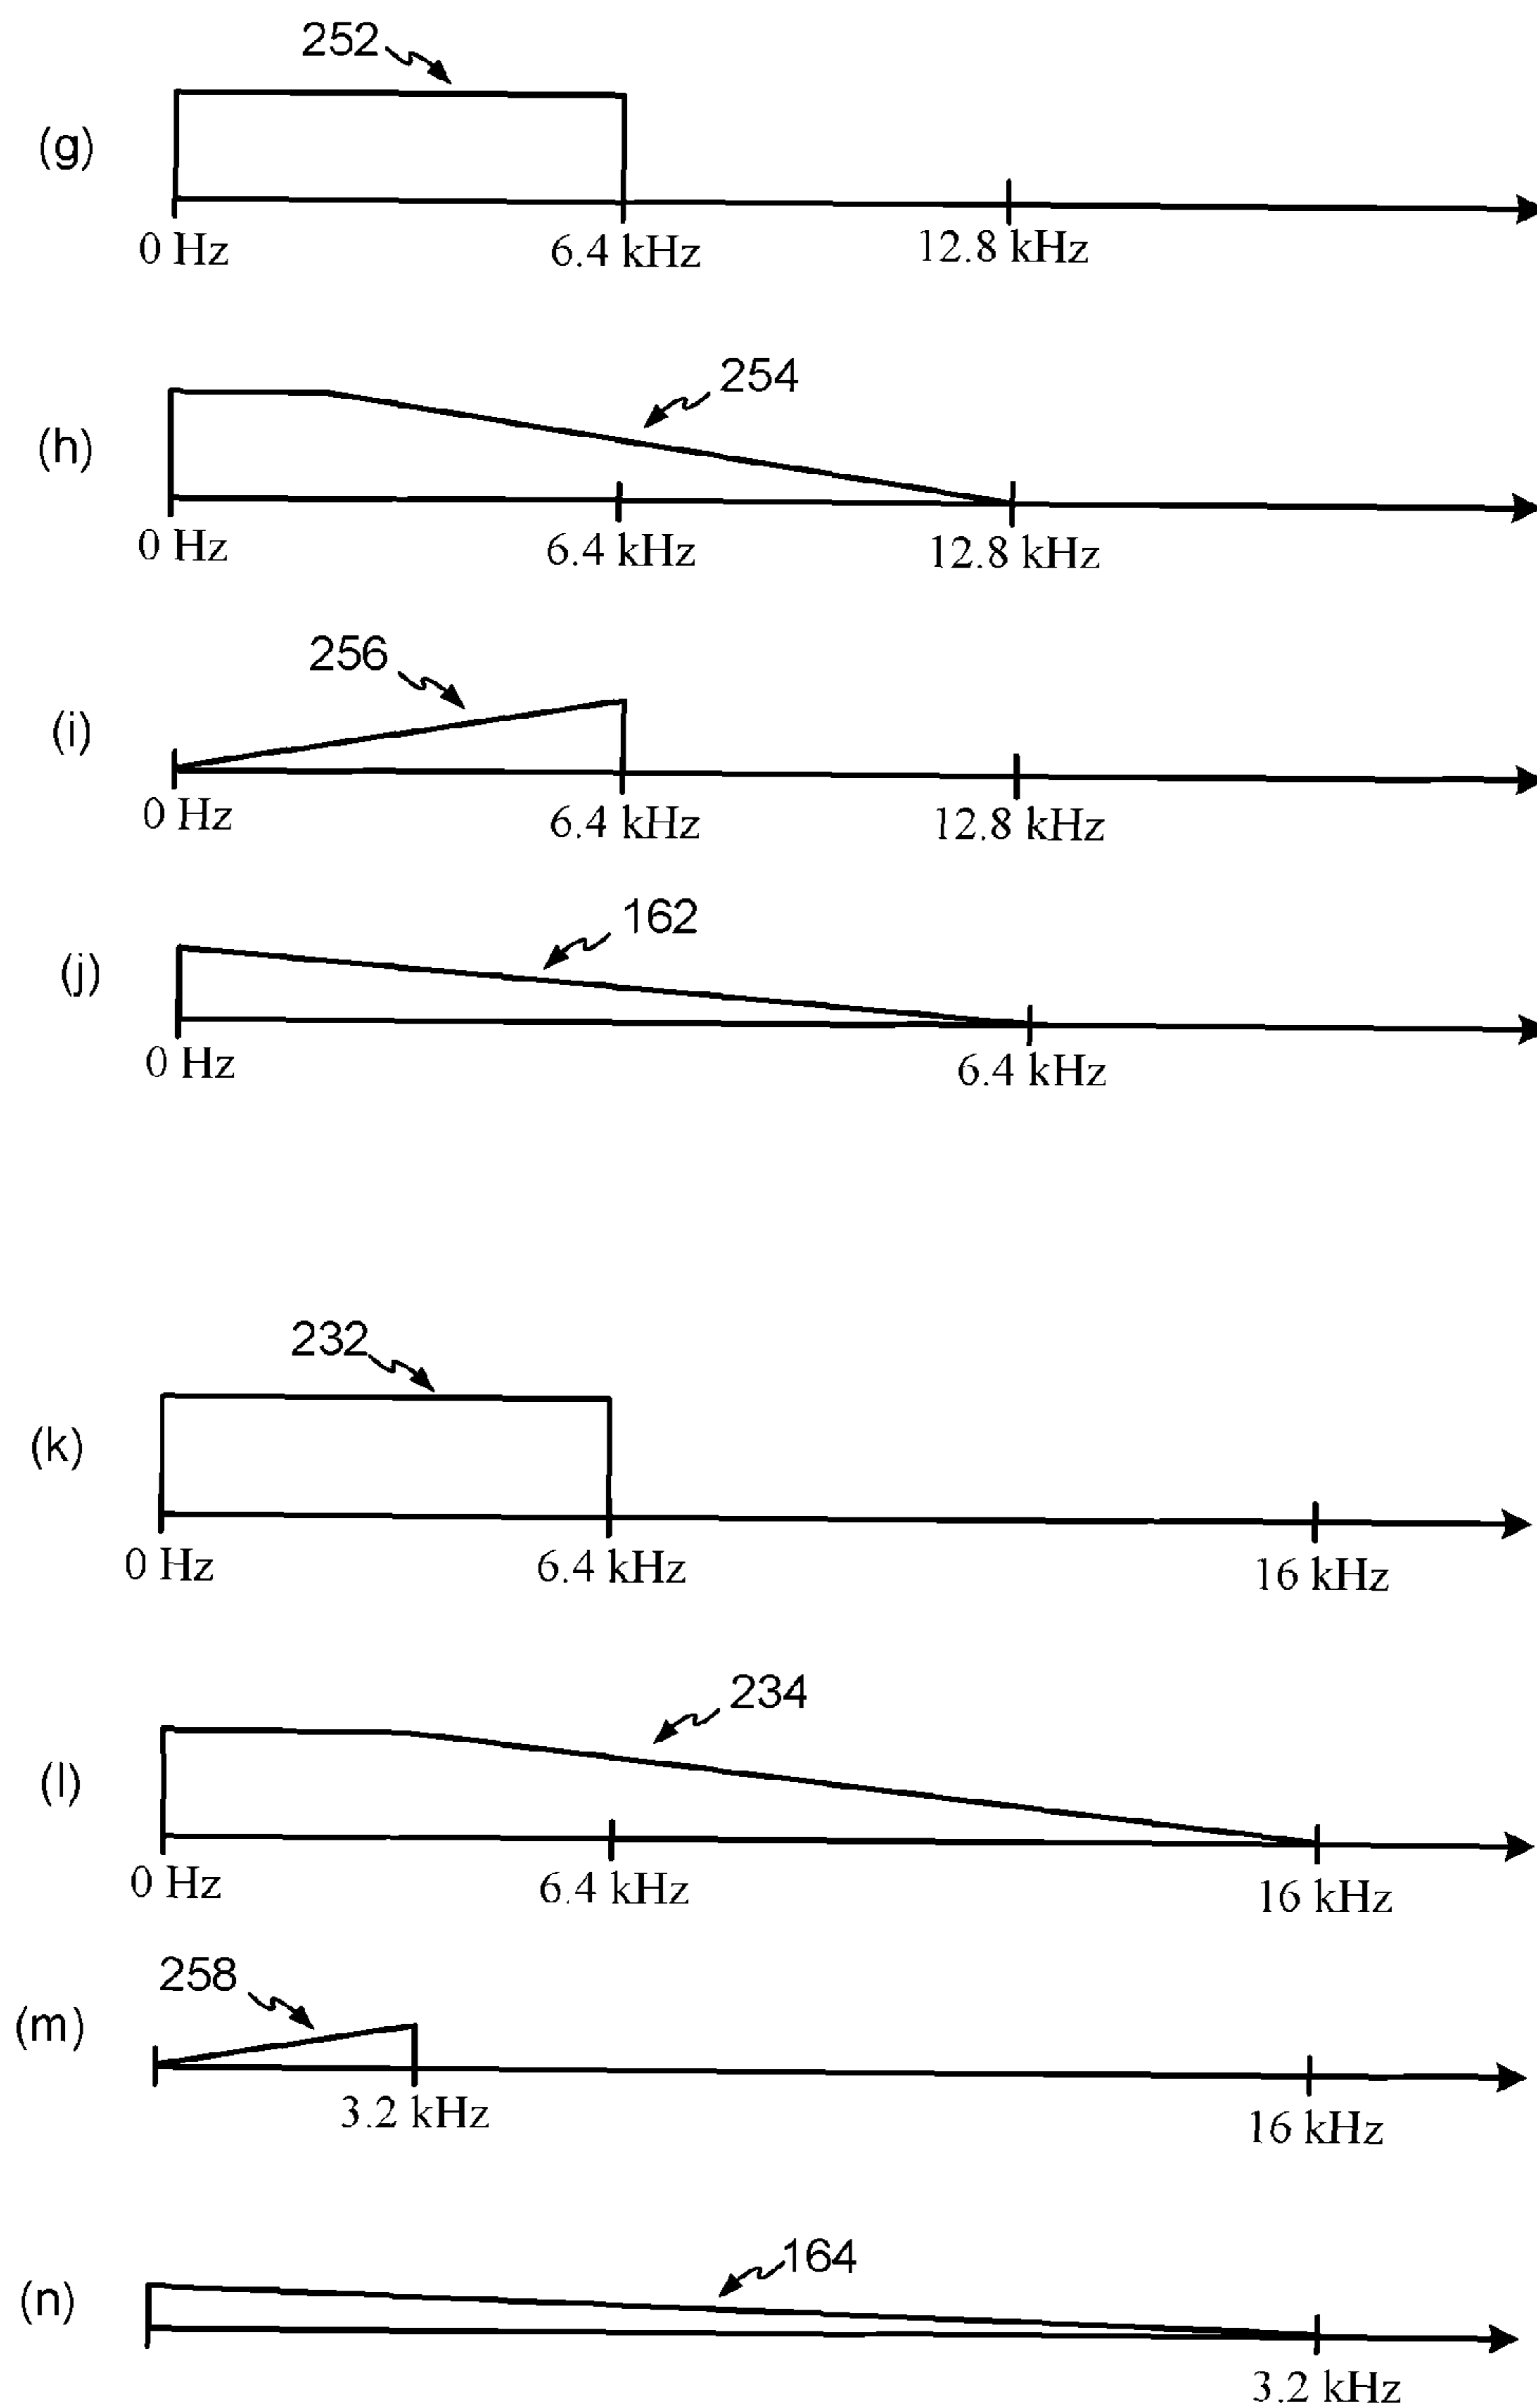 252
(g)
0 Hz 6.4 kHz 12.8 kHz
254
(h)
0 Hz 6.4 kHz 12.8 kHz
256
(i)
0 Hz 6.4 kHz 12.8 kHz
162
(j)
0 Hz 6.4 kHz
232
(k)
0 Hz 6.4 kHz 16 kHz
234
(l)
0 Hz 6.4 kHz 16 kHz
258
(m)
3.2 kHz 16 kHz
164
(n)
3.2 kHz